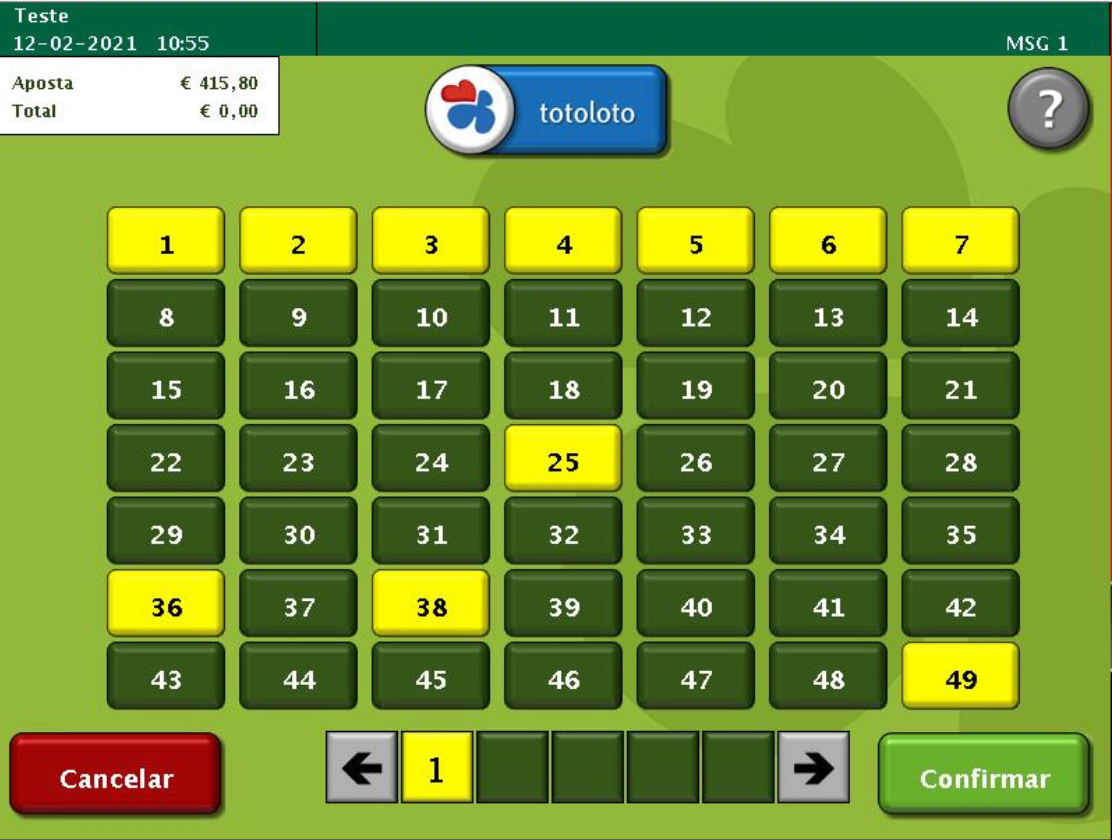 Teste
12-02-2021 10:55
MSG 1
Aposta € 415,80
Total € 0,00
totoloto
?
1 2 3 4 5 6 7
8 9 10 11 12 13 14
15 16 17 18 19 20 21
22 23 24 25 26 27 28
29 30 31 32 33 34 35
36 37 38 39 40 41 42
43 44 45 46 47 48 49
Cancelar
1
Confirmar